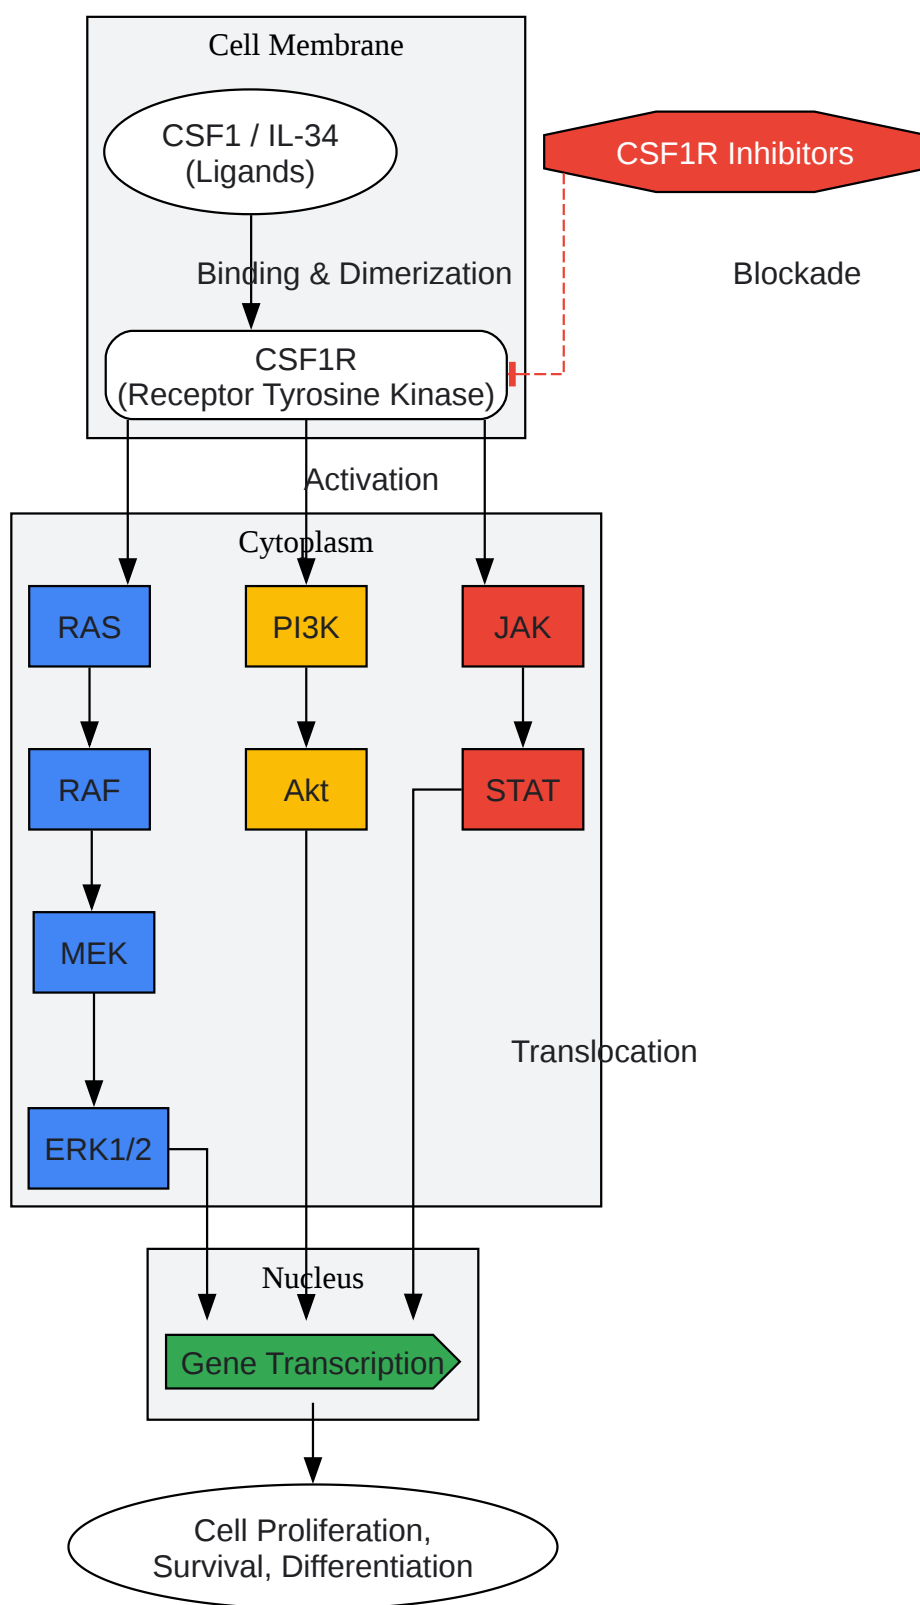 Cell Membrane
CSF1 / IL-34
(Ligands)
CSF1R Inhibitors
Binding & Dimerization
Blockade
CSF1R
(Receptor Tyrosine Kinase)
Activation
Cytoplasm
RAS
PI3K
JAK
RAF
Akt
STAT
MEK
Translocation
ERK1/2
Nucleus
Gene Transcription
Cell Proliferation,
Survival, Differentiation